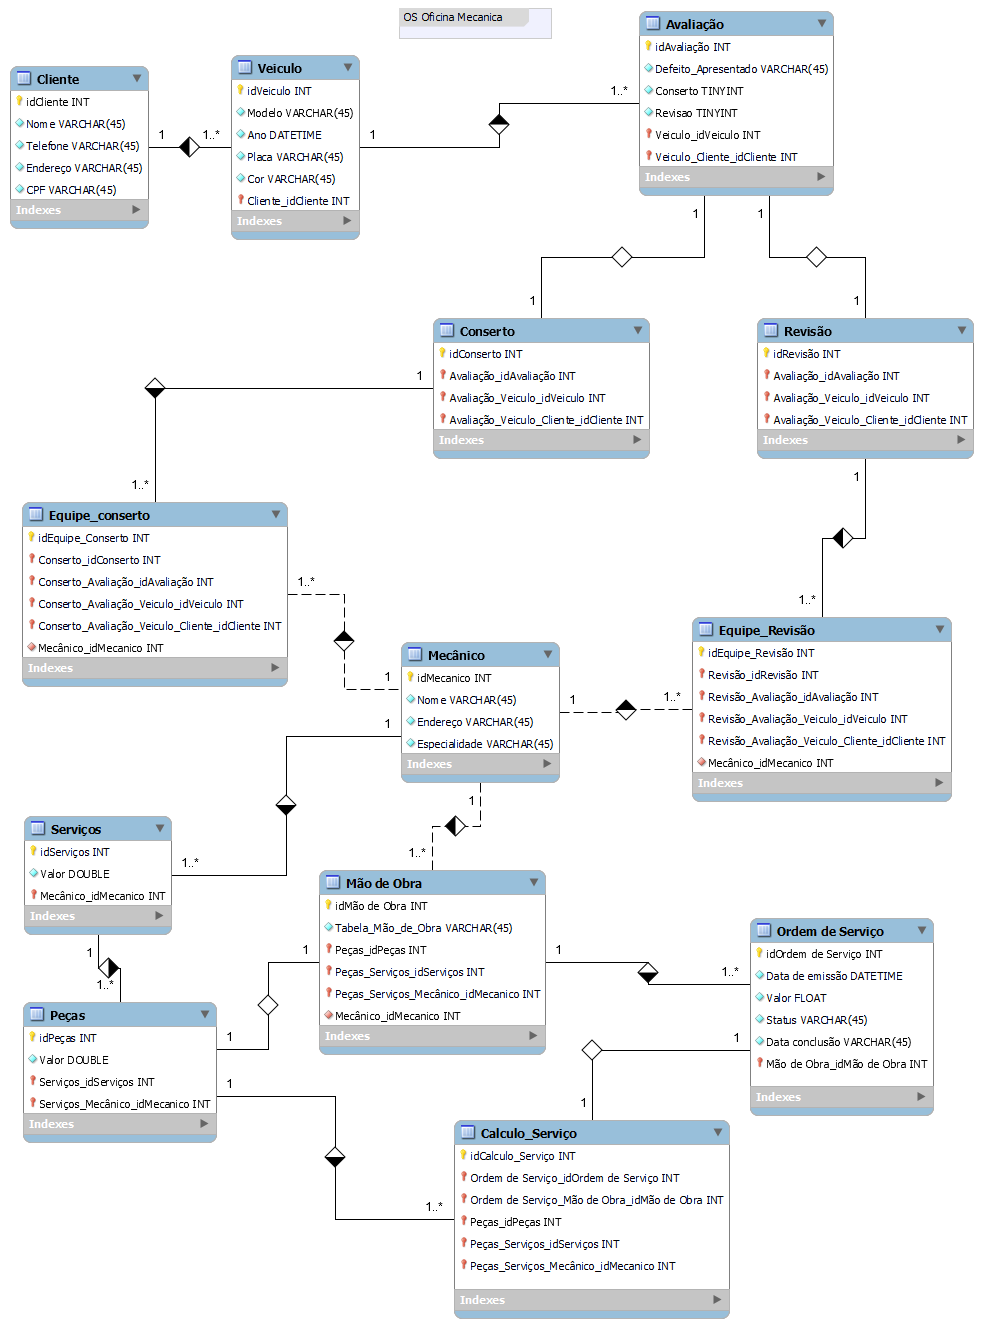 OS Oficina Mecanica
Avaliação
idAvaliação INT
Defeito_Apresentado VARCHAR(45)
Conserto TINYINT
Revisao TINYINT
Veiculo_idVeiculo INT
Veiculo_Cliente_idCliente INT
Indexes
Cliente
idCliente INT
Nome VARCHAR(45)
Telefone VARCHAR(45)
Endereço VARCHAR(45)
CPF VARCHAR(45)
Indexes
1
1..*
Veiculo
idVeiculo INT
Modelo VARCHAR(45)
Ano DATETIME
Placa VARCHAR(45)
Cor VARCHAR(45)
Cliente_idCliente INT
Indexes
1
1..*
1
1
1
1
Conserto
idConserto INT
Avaliação_idAvaliação INT
Avaliação_Veiculo_idVeiculo INT
Avaliação_Veiculo_Cliente_idCliente INT
Indexes
Revisão
idRevisão INT
Avaliação_idAvaliação INT
Avaliação_Veiculo_idVeiculo INT
Avaliação_Veiculo_Cliente_idCliente INT
Indexes
1
1..*
1
1..*
Equipe_conserto
idEquipe_Conserto INT
Conserto_idConserto INT
Conserto_Avaliação_idAvaliação INT
Conserto_Avaliação_Veiculo_idVeiculo INT
Conserto_Avaliação_Veiculo_Cliente_idCliente INT
Mecânico_idMecanico INT
Indexes
1..*
1
Mecânico
idMecanico INT
Nome VARCHAR(45)
Endereço VARCHAR(45)
Especialidade VARCHAR(45)
Indexes
1
1..*
Equipe_Revisão
idEquipe_Revisão INT
Revisão_idRevisão INT
Revisão_Avaliação_idAvaliação INT
Revisão_Avaliação_Veiculo_idVeiculo INT
Revisão_Avaliação_Veiculo_Cliente_idCliente INT
Mecânico_idMecanico INT
Indexes
1
1..*
1
1..*
Serviços
idServiços INT
Valor DOUBLE
Mecânico_idMecanico INT
Indexes
1
1..*
Mão de Obra
idMão de Obra INT
Tabela_Mão_de_Obra VARCHAR(45)
Peças_idPeças INT
Peças_Serviços_idServiços INT
Peças_Serviços_Mecânico_idMecanico INT
Mecânico_idMecanico INT
Indexes
1
1
1
1..*
Ordem de Serviço
idOrdem de Serviço INT
Data de emissão DATETIME
Valor FLOAT
Status VARCHAR(45)
Data conclusão VARCHAR(45)
Mão de Obra_idMão de Obra INT
Indexes
Peças
idPeças INT
Valor DOUBLE
Serviços_idServiços INT
Serviços_Mecânico_idMecanico INT
Indexes
1
1..*
1
1
Calculo_Serviço
idCalculo_Serviço INT
Ordem de Serviço_idOrdem de Serviço INT
Ordem de Serviço_Mão de Obra_idMão de Obra INT
Peças_idPeças INT
Peças_Serviços_idServiços INT
Peças_Serviços_Mecânico_idMecanico INT
Indexes